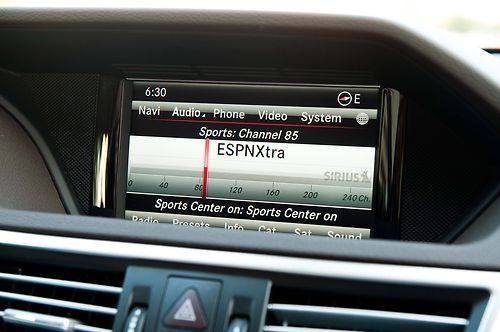 6:30 E
Navi Audio Phone Video System
Sports: Channel 85
ESPNXtra
SIRIUS
0 40 80 120 160 200 240 Ch.
Sports Center on: Sports Center on
Radio Presets Info Cat. Sat Sound